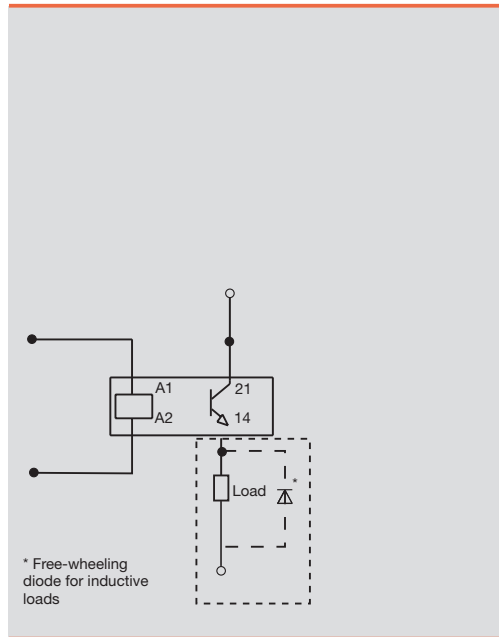 A1
21
A2
14
Load
*
* Free-wheeling
diode for inductive
loads